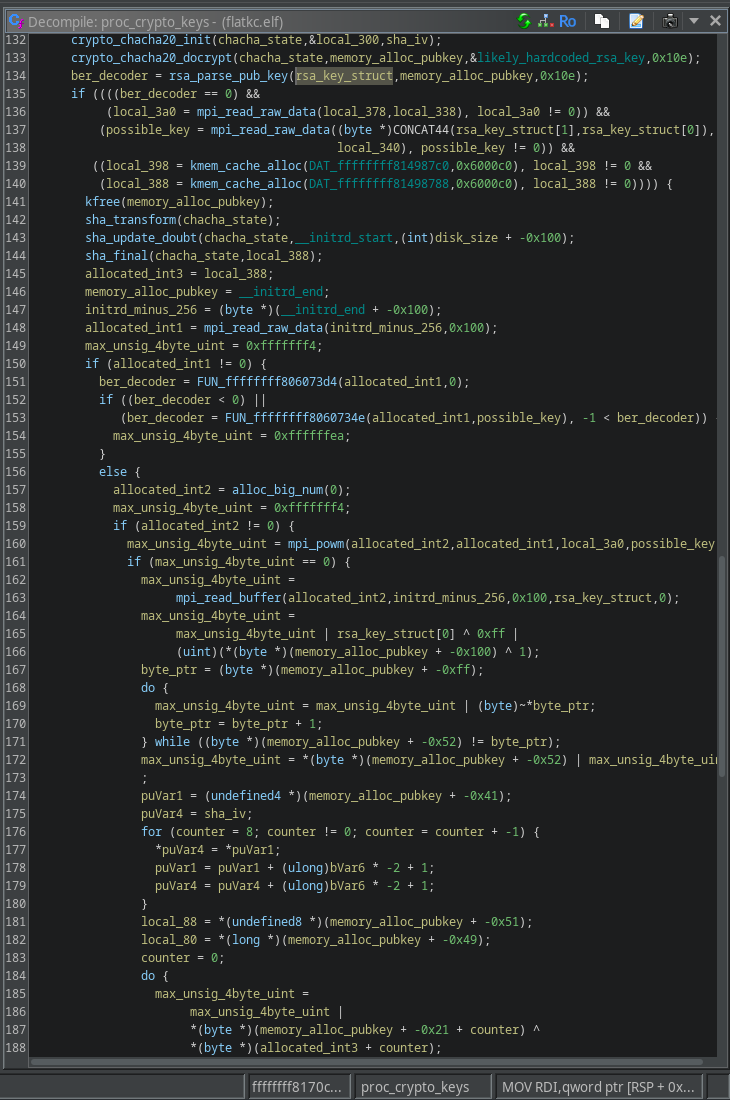 Decompile: proc_crypto_keys - (flatkc.elf)
Ro
132 crypto_chacha20_init(chacha_state,&local_300,sha_iv);
133 crypto_chacha20_docrypt(chacha_state,memory_alloc_pubkey,&likely_hardcoded_rsa_key,0x10e);
134 ber_decoder = rsa_parse_pub_key(rsa_key_struct,memory_alloc_pubkey,0x10e);
135 if ((((ber_decoder == 0) &&
136 (local_3a0 = mpi_read_raw_data(local_378,local_338), local_3a0 != 0)) &&
137 (possible_key = mpi_read_raw_data((byte *)CONCAT44(rsa_key_struct[1],rsa_key_struct[0]),
138 local_340), possible_key != 0)) &&
139 ((local_398 = kmem_cache_alloc(DAT_ffffffff814987c0,0x6000c0), local_398 != 0 &&
140 (local_388 = kmem_cache_alloc(DAT_ffffffff81498788,0x6000c0), local_388 != 0)))) {
141 kfree(memory_alloc_pubkey);
142 sha_transform(chacha_state);
143 sha_update_doubt(chacha_state,__initrd_start,(int)disk_size + -0x100);
144 sha_final(chacha_state,local_388);
145 allocated_int3 = local_388;
146 memory_alloc_pubkey = __initrd_end;
147 initrd_minus_256 = (byte *)(__initrd_end + -0x100);
148 allocated_int1 = mpi_read_raw_data(initrd_minus_256,0x100);
149 max_unsig_4byte_uint = 0xfffffff4;
150 if (allocated_int1 != 0) {
151 ber_decoder = FUN_ffffffff806073d4(allocated_int1,0);
152 if ((ber_decoder < 0) ||
153 (ber_decoder = FUN_ffffffff8060734e(allocated_int1,possible_key), -1 < ber_decoder))
154 max_unsig_4byte_uint = 0xffffffea;
155 }
156 else {
157 allocated_int2 = alloc_big_num(0);
158 max_unsig_4byte_uint = 0xfffffff4;
159 if (allocated_int2 != 0) {
160 max_unsig_4byte_uint = mpi_powm(allocated_int2,allocated_int1,local_3a0,possible_key
161 if (max_unsig_4byte_uint == 0) {
162 max_unsig_4byte_uint =
163 mpi_read_buffer(allocated_int2,initrd_minus_256,0x100,rsa_key_struct,0);
164 max_unsig_4byte_uint =
165 max_unsig_4byte_uint | rsa_key_struct[0] ^ 0xff |
166 (uint)(*(byte *)(memory_alloc_pubkey + -0x100) ^ 1);
167 byte_ptr = (byte *)(memory_alloc_pubkey + -0xff);
168 do {
169 max_unsig_4byte_uint = max_unsig_4byte_uint | (byte)~*byte_ptr;
170 byte_ptr = byte_ptr + 1;
171 } while ((byte *)(memory_alloc_pubkey + -0x52) != byte_ptr);
172 max_unsig_4byte_uint = *(byte *)(memory_alloc_pubkey + -0x52) | max_unsig_4byte_ui
173 ;
174 puVar1 = (undefined4 *)(memory_alloc_pubkey + -0x41);
175 puVar4 = sha_iv;
176 for (counter = 8; counter != 0; counter = counter + -1) {
177 *puVar4 = *puVar1;
178 puVar1 = puVar1 + (ulong)bVar6 * -2 + 1;
179 puVar4 = puVar4 + (ulong)bVar6 * -2 + 1;
180 }
181 local_88 = *(undefined8 *)(memory_alloc_pubkey + -0x51);
182 local_80 = *(long *)(memory_alloc_pubkey + -0x49);
183 counter = 0;
184 do {
185 max_unsig_4byte_uint =
186 max_unsig_4byte_uint |
187 *(byte *)(memory_alloc_pubkey + -0x21 + counter) ^
188 *(byte *)(allocated_int3 + counter);
ffffffff8170c... proc_crypto_keys MOV RDI,qword ptr [RSP + 0x...